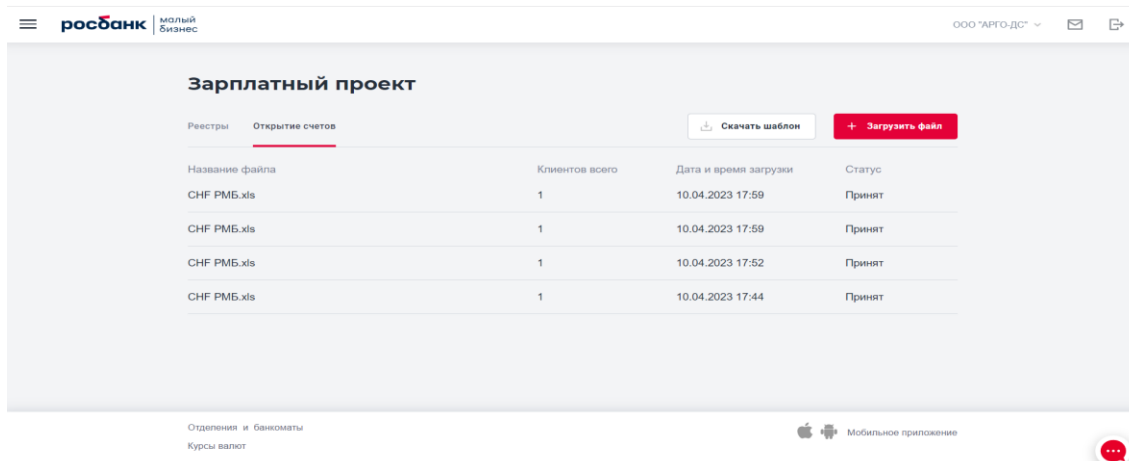 росбанк малый бизнес
ООО "АРГО-ДС"
Зарплатный проект
Реестры Открытие счетов Скачать шаблон + Загрузить файл
Название файла Клиентов всего Дата и время загрузки Статус
CHF РМБ.xls 1 10.04.2023 17:59 Принят
CHF РМБ.xls 1 10.04.2023 17:59 Принят
CHF РМБ.xls 1 10.04.2023 17:52 Принят
CHF РМБ.xls 1 10.04.2023 17:44 Принят
Отделения и банкоматы Мобильное приложение
Курсы валют